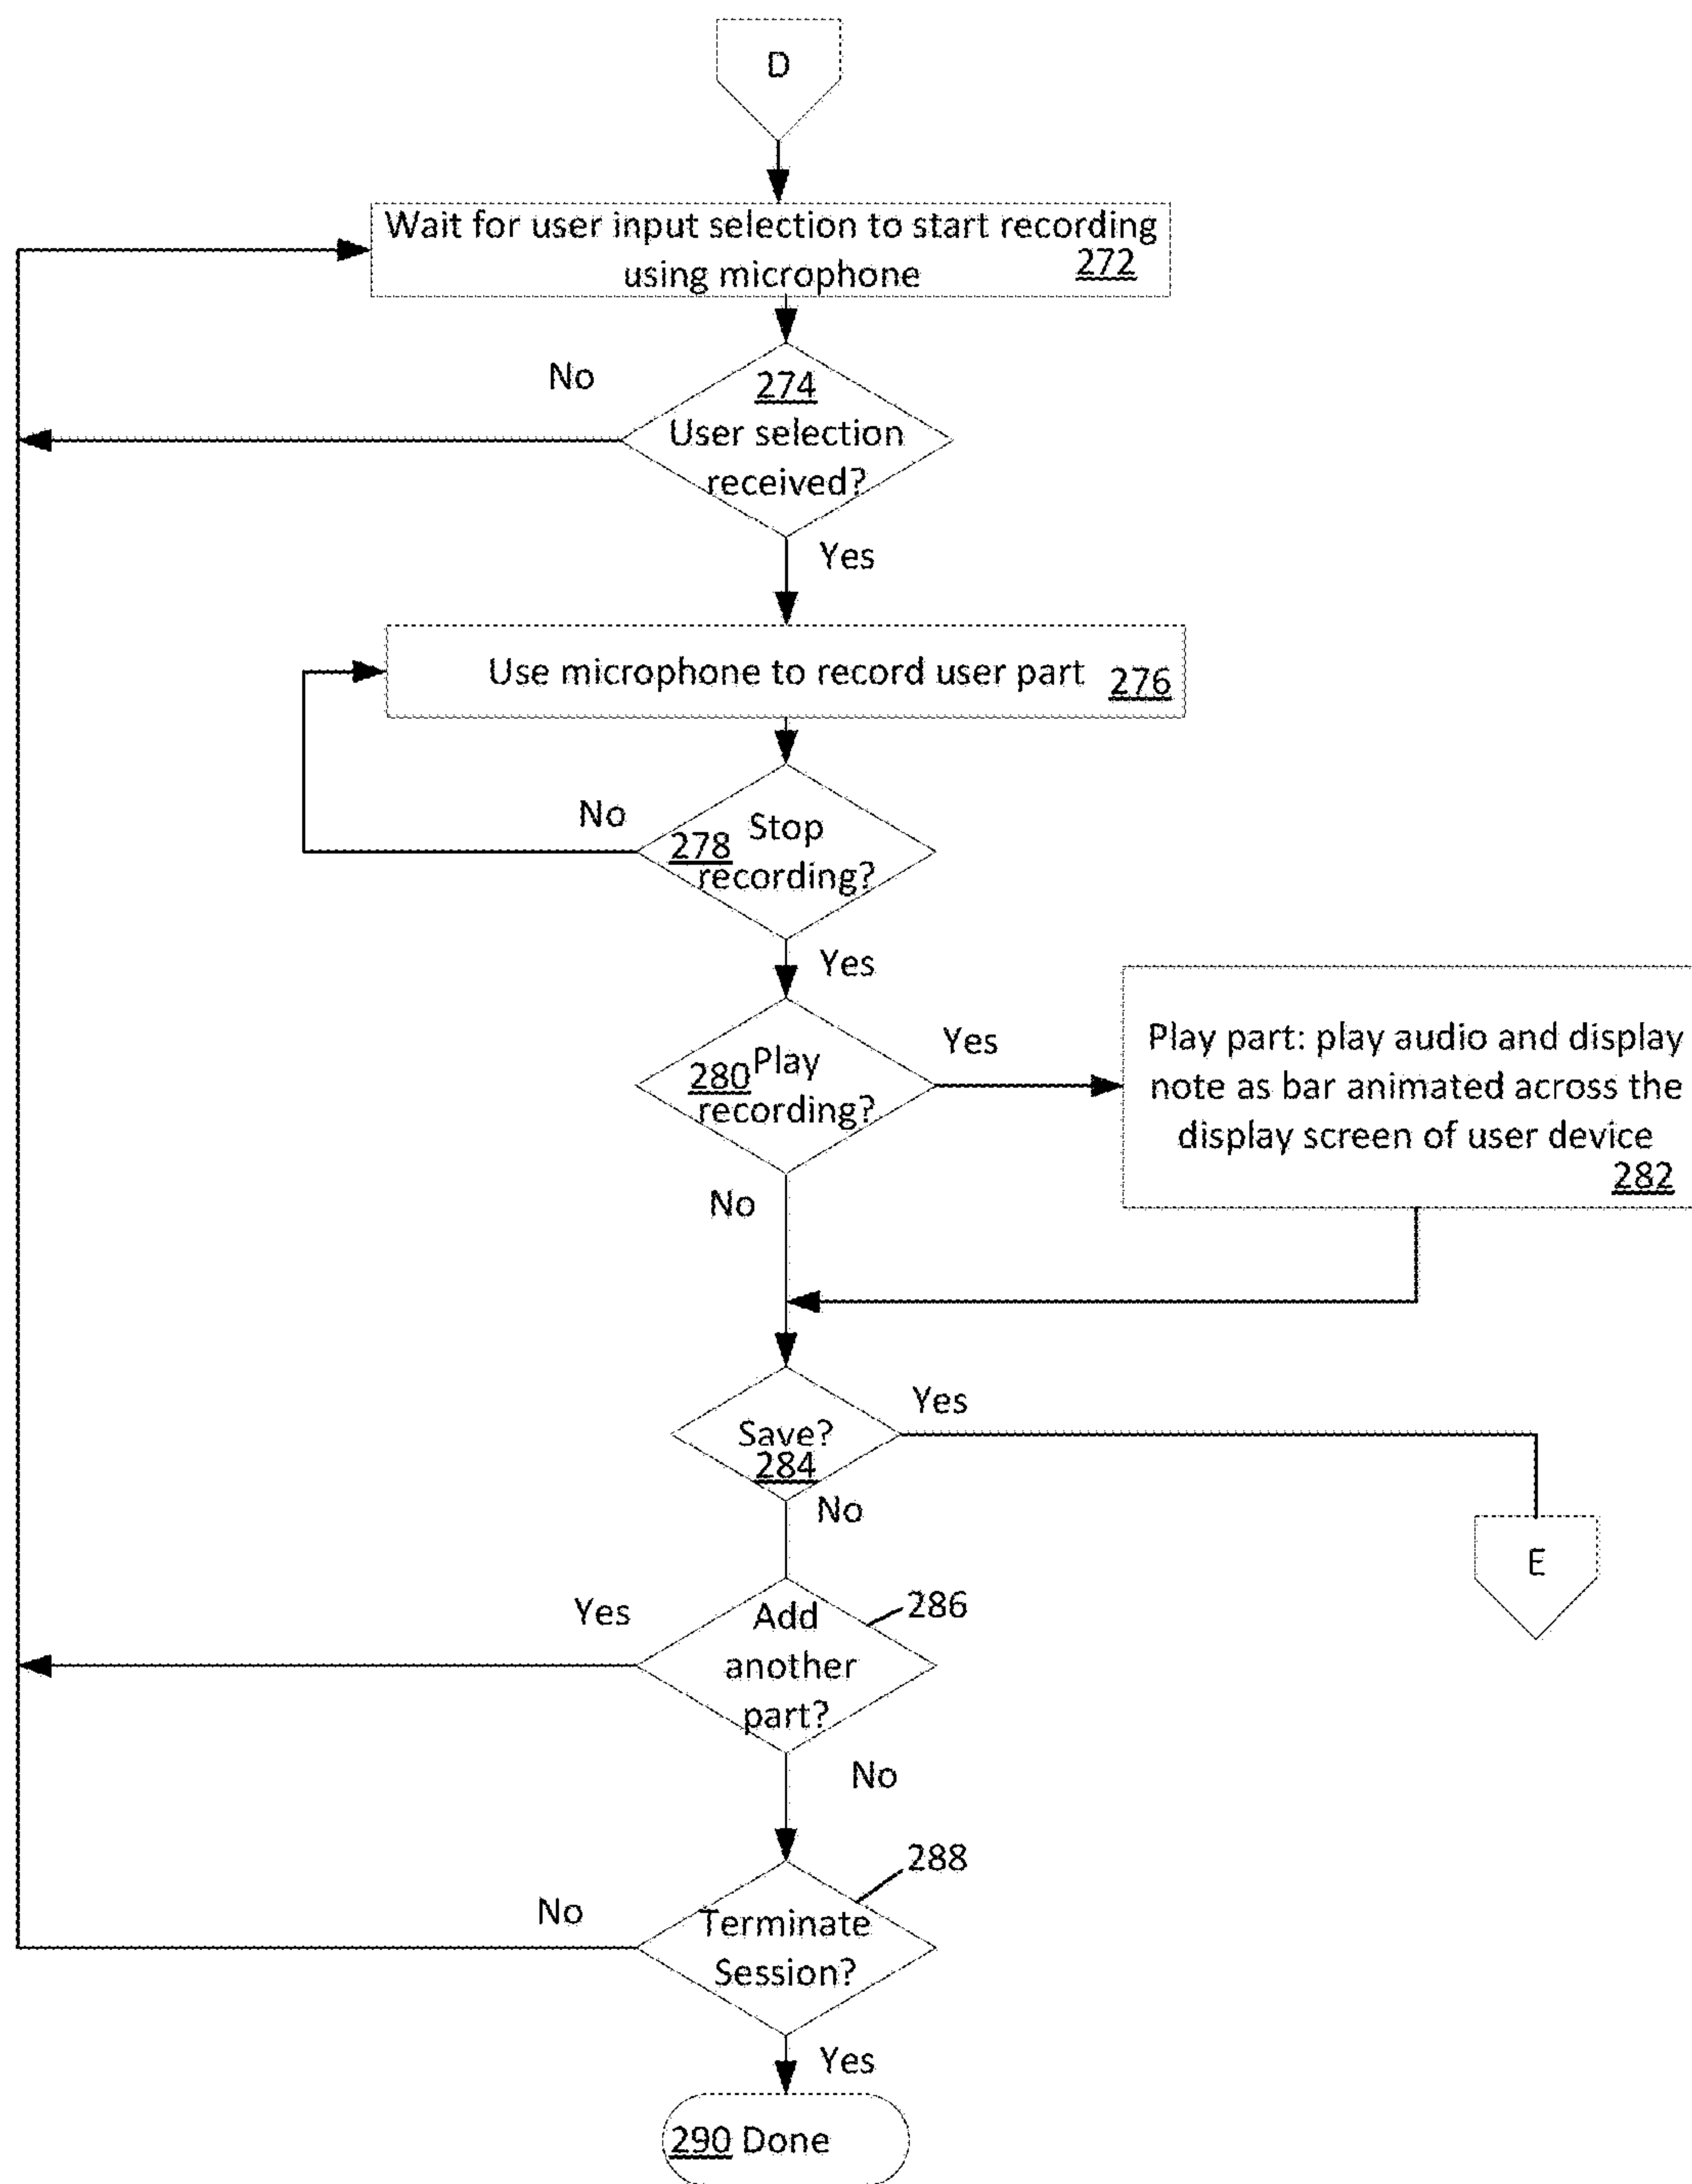 D
Wait for user input selection to start recording
using microphone 272
No
274
User selection
received?
Yes
Use microphone to record user part 276
No
Stop
278
recording?
Yes
Play
280
recording?
Yes
Play part: play audio and display
note as bar animated across the
display screen of user device
282
No
Save?
284
Yes
No
E
Add
another
part?
286
Yes
No
288
Terminate
Session?
No
Yes
290 Done